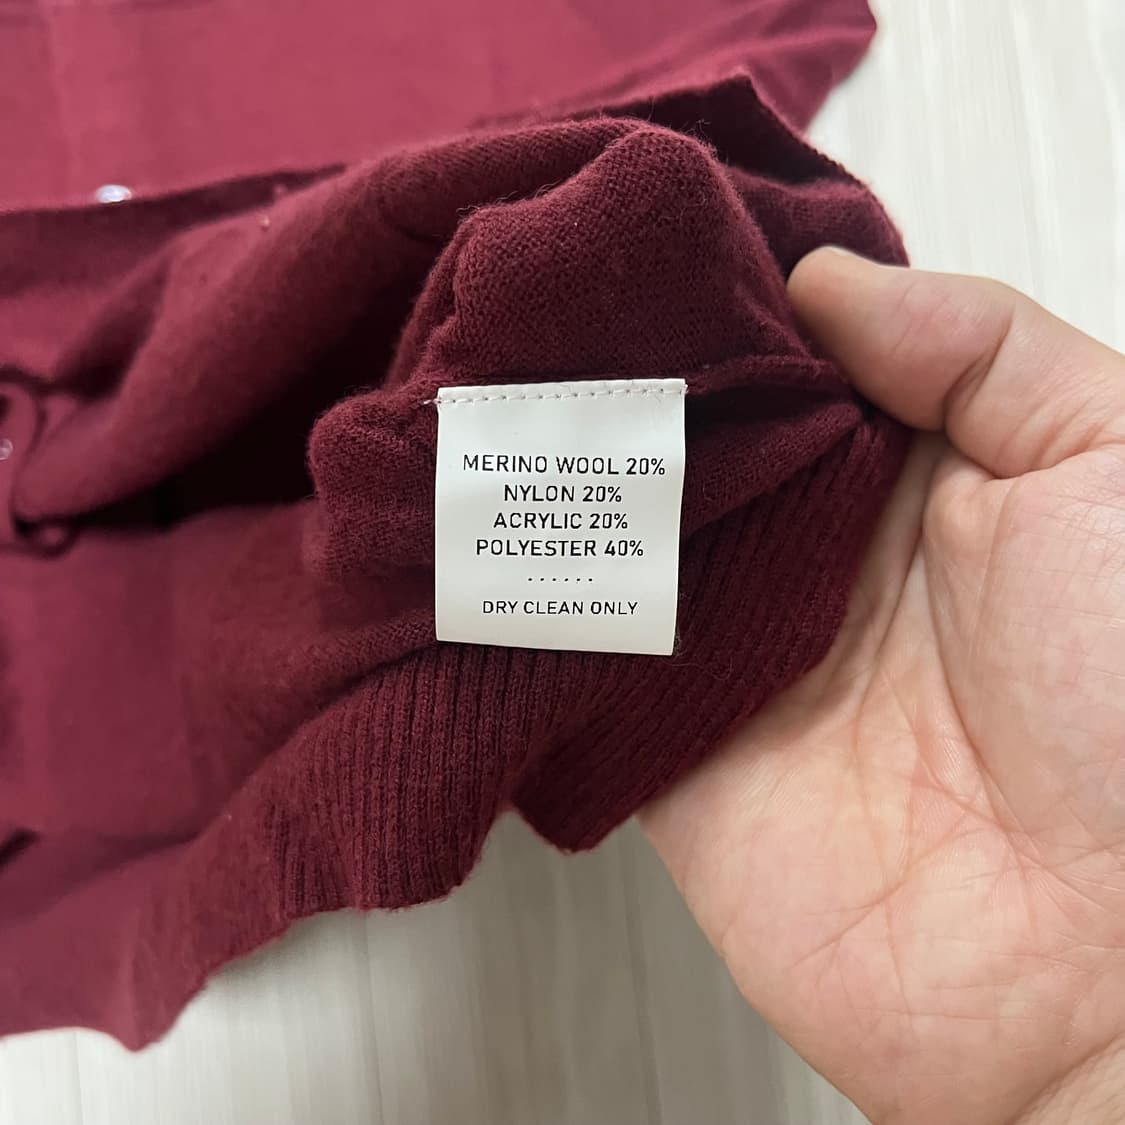 MERINO WOOL 20%
NYLON 20%
ACRYLIC 20%
POLYESTER 40%
......
DRY CLEAN ONLY